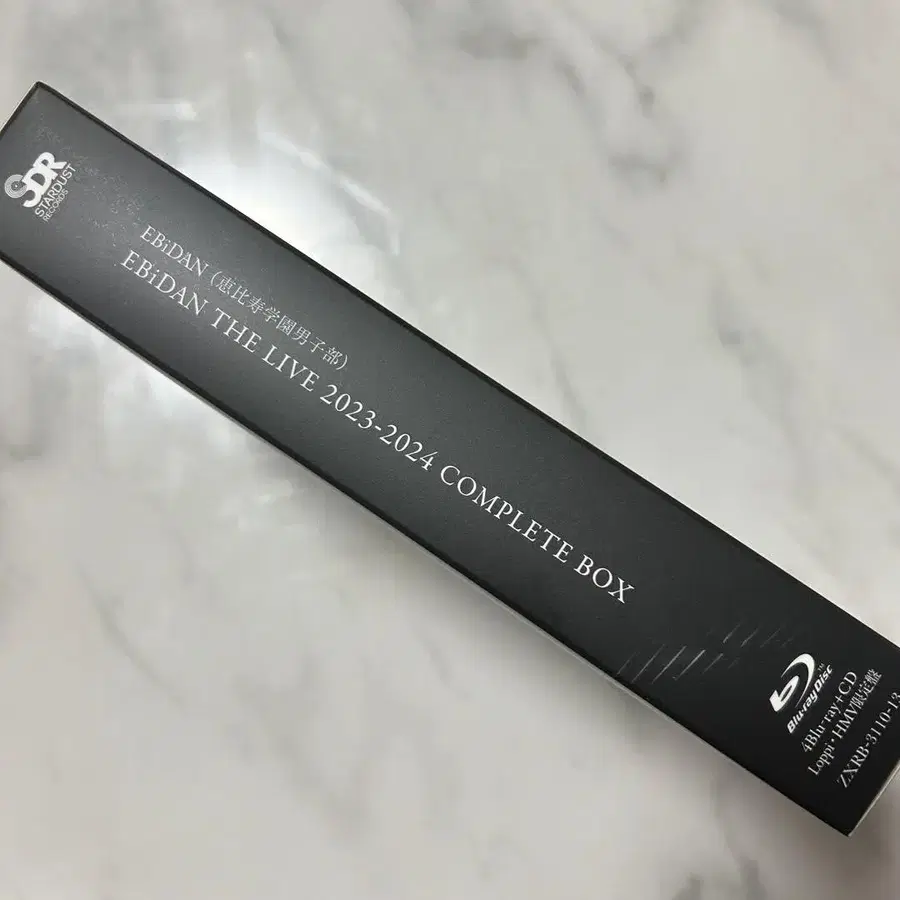 SDR
STARDUST
RECORDS
EBiDAN (恵比寿学園男子部)
EBiDAN THE LIVE 2023-2024 COMPLETE BOX
Blu-ray Disc™
4Blu-ray+CD
Loppi・HMV限定盤
ZXRB-3110-13